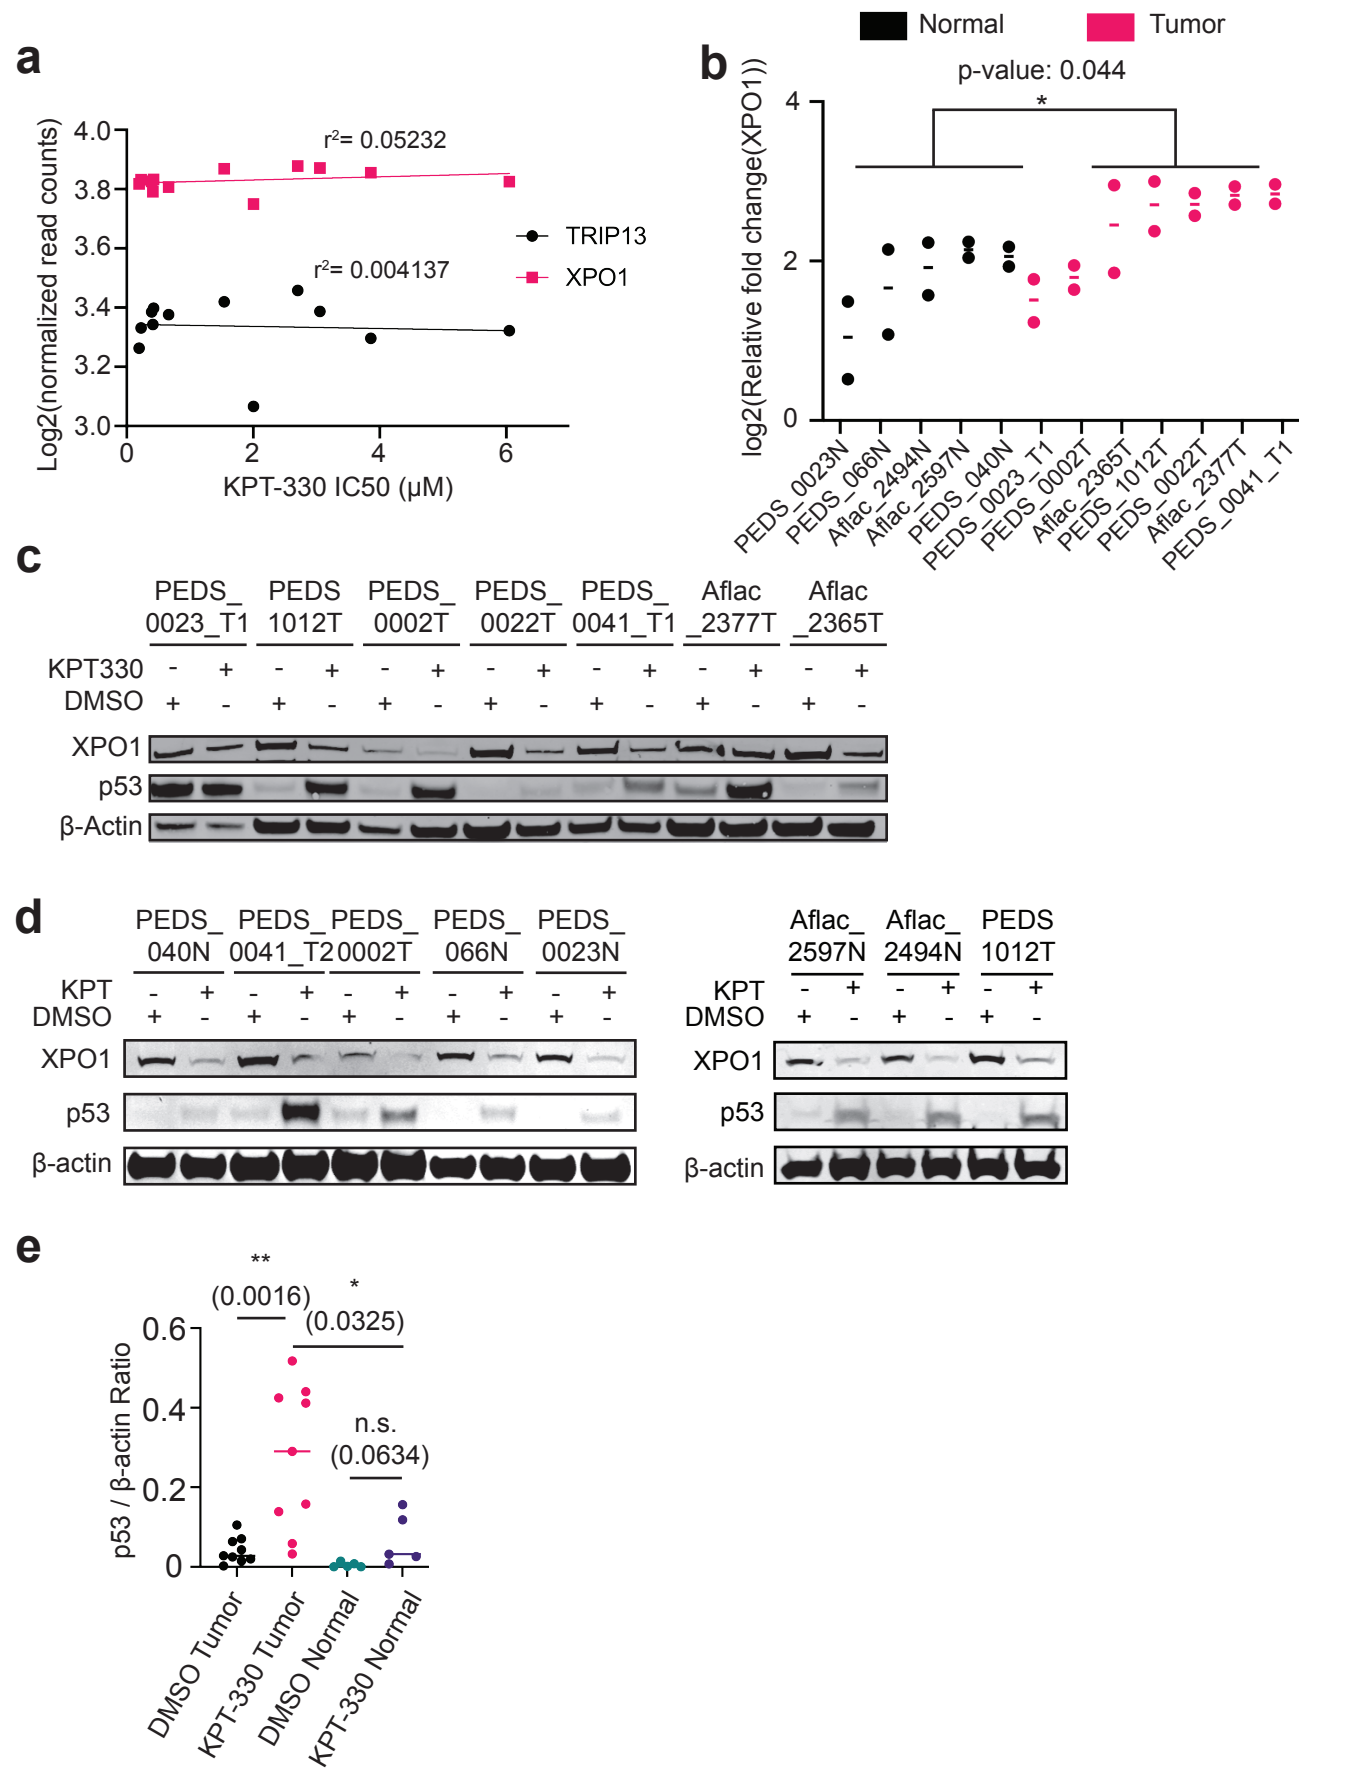 a
Log2(normalized read counts)
4.0
3.8
3.6
3.4
3.2
3.0
0
2
4
6
KPT-330 IC50 (µM)
r²= 0.05232
r²= 0.004137
TRIP13
XPO1
b
Normal
Tumor
p-value: 0.044
*
log2(Relative fold change(XPO1))
4
2
0
PEDS_0023N
PEDS_066N
Aflac_2494N
Aflac_2597N
PEDS_040N
PEDS_0023_T1
PEDS_0002T
Aflac_2365T
PEDS_1012T
PEDS_0022T
Aflac_2377T
PEDS_0041_T1
c
PEDS_ PEDS PEDS_ PEDS_ PEDS_ Aflac Aflac
0023_T1 1012T 0002T 0022T 0041_T1 _2377T _2365T
KPT330 - + - + - + - + - + - + - +
DMSO + - + - + - + - + - + - + -
XPO1
p53
β-Actin
d
PEDS_ PEDS_ PEDS_ PEDS_ PEDS_
040N 0041_T2 0002T 066N 0023N
KPT - + - + - + - + - +
DMSO + - + - + - + - + -
XPO1
p53
β-actin
Aflac_ Aflac_ PEDS
2597N 2494N 1012T
KPT - + - + - +
DMSO + - + - + -
XPO1
p53
β-actin
e
**
(0.0016)
*
(0.0325)
n.s.
(0.0634)
p53 / β-actin Ratio
0.6
0.4
0.2
0
DMSO Tumor
KPT-330 Tumor
DMSO Normal
KPT-330 Normal